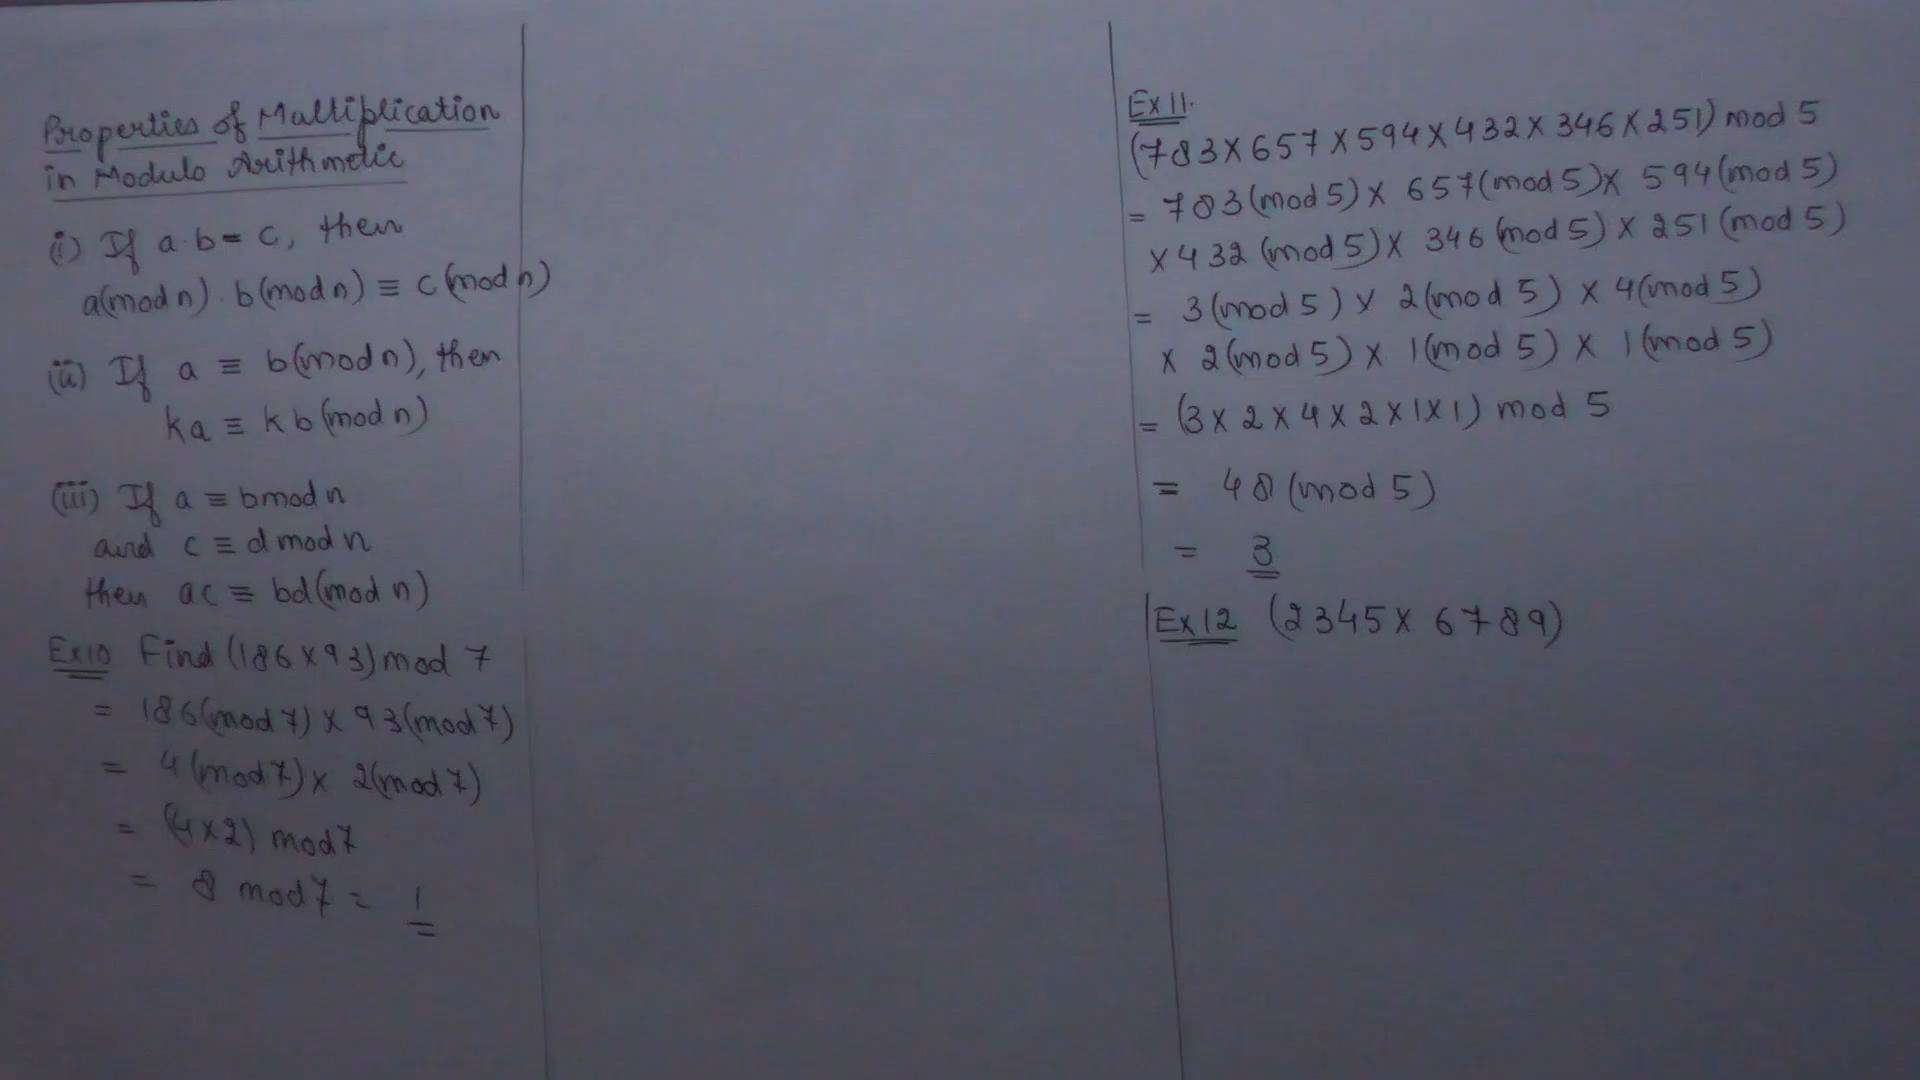 Properties of Multiplication
in Modulo Arithmetic
(i) If a·b = c, then
a(mod n) . b(mod n) ≡ c(mod n)
(ii) If a ≡ b(mod n), then
ka ≡ kb(mod n)
(iii) If a ≡ b mod n
and c ≡ d mod n
then ac ≡ bd(mod n)
Ex10 Find (186 × 93) mod 7
= 186(mod 7) × 93(mod 7)
= 4(mod 7) × 2(mod 7)
= (4×2) mod 7
= 8 mod 7 = 1
Ex 11.
(783×657×594×432×346×251) mod 5
= 783(mod 5) × 657(mod 5) × 594(mod 5)
× 432(mod 5) × 346(mod 5) × 251(mod 5)
= 3(mod 5) × 2(mod 5) × 4(mod 5)
× 2(mod 5) × 1(mod 5) × 1(mod 5)
= (3×2×4×2×1×1) mod 5
= 48(mod 5)
= 3
Ex 12 (2345 × 6789)